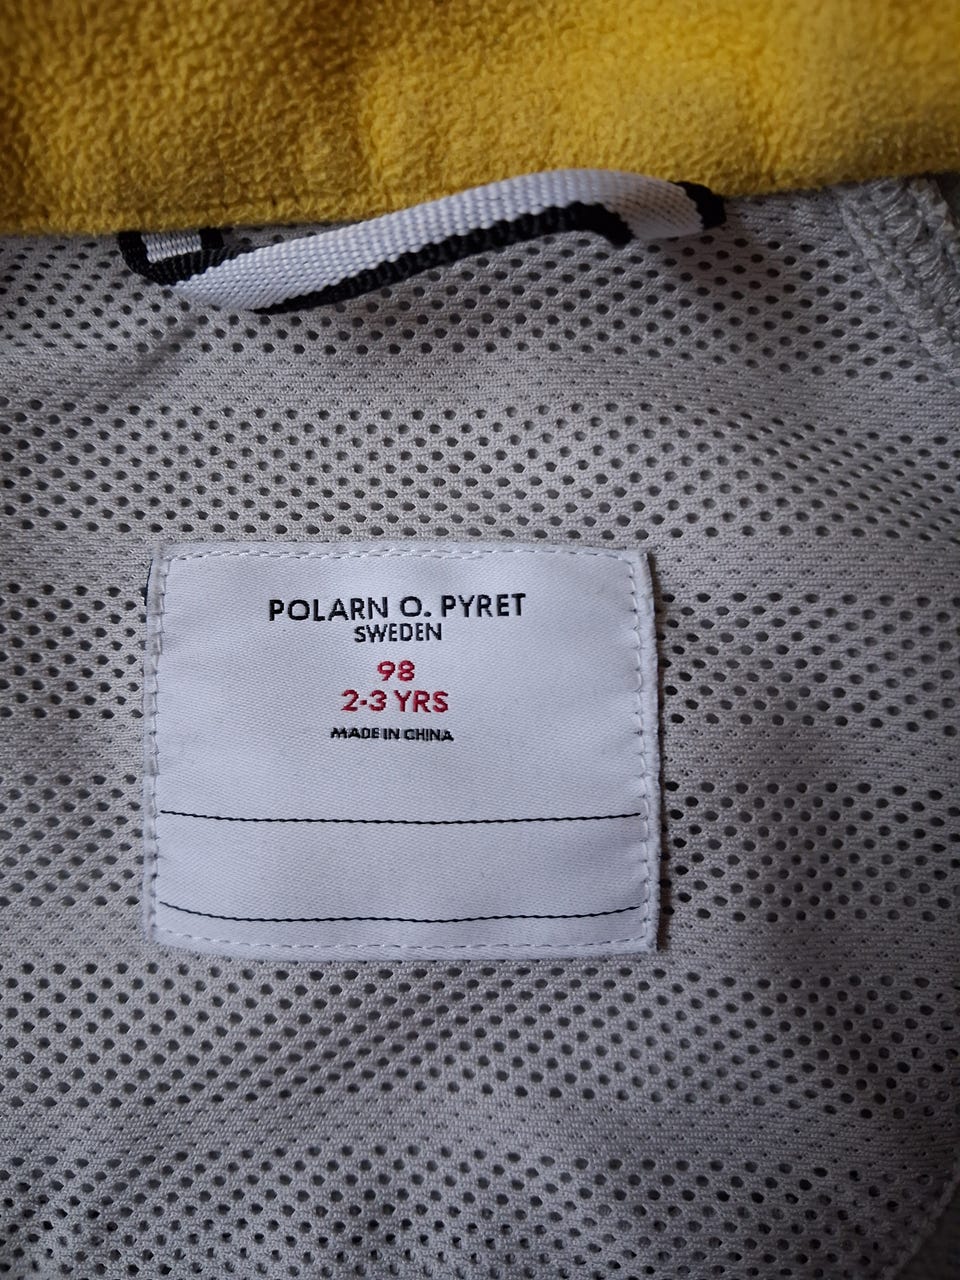 POLARN O. PYRET
SWEDEN
98
2-3 YRS
MADE IN CHINA